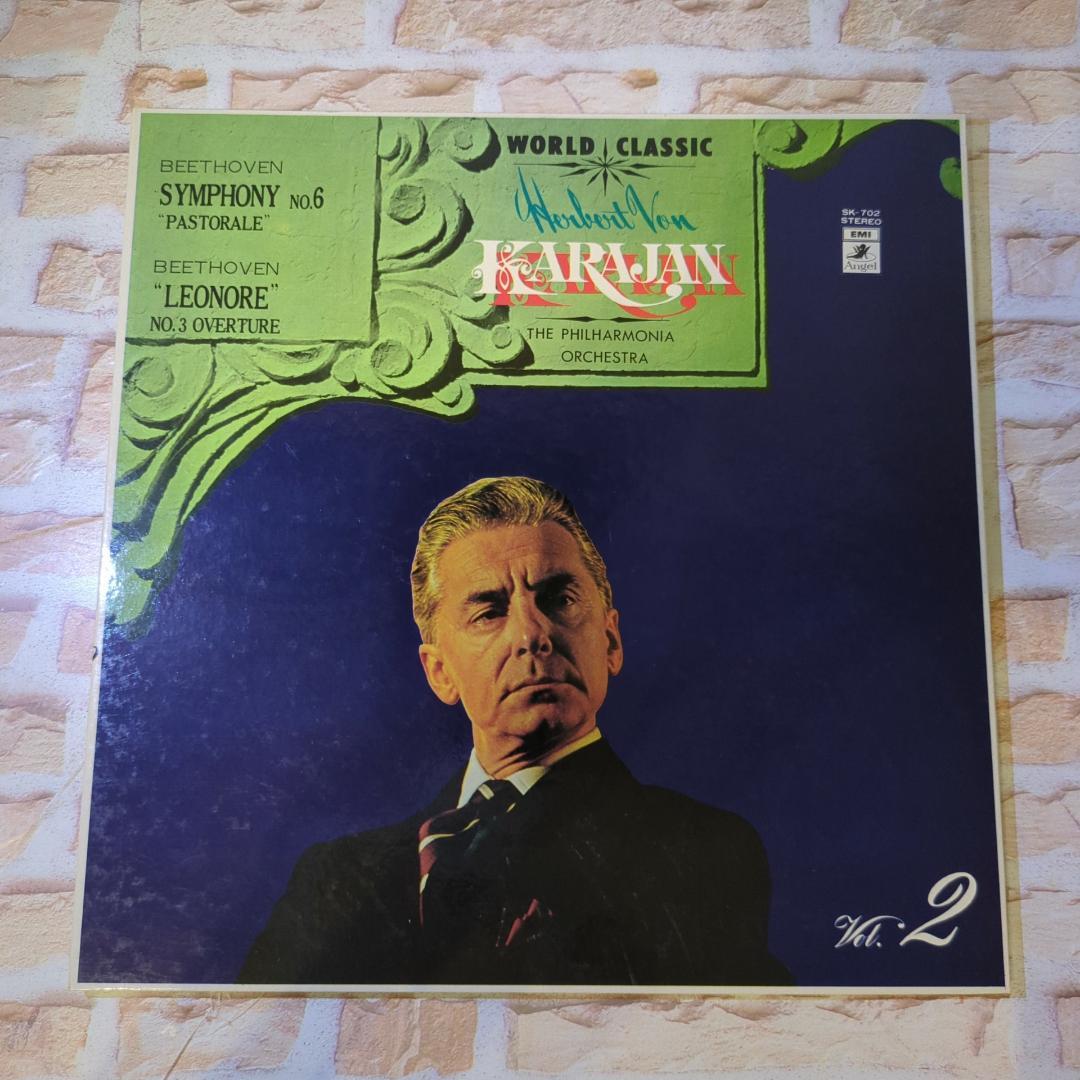 BEETHOVEN
SYMPHONY NO.6
"PASTORALE"
BEETHOVEN
"LEONORE"
NO.3 OVERTURE
WORLD CLASSIC
Herbert Von
KARAJAN
THE PHILHARMONIA
ORCHESTRA
SK-702
STEREO
EMI
Angel
Vol. 2